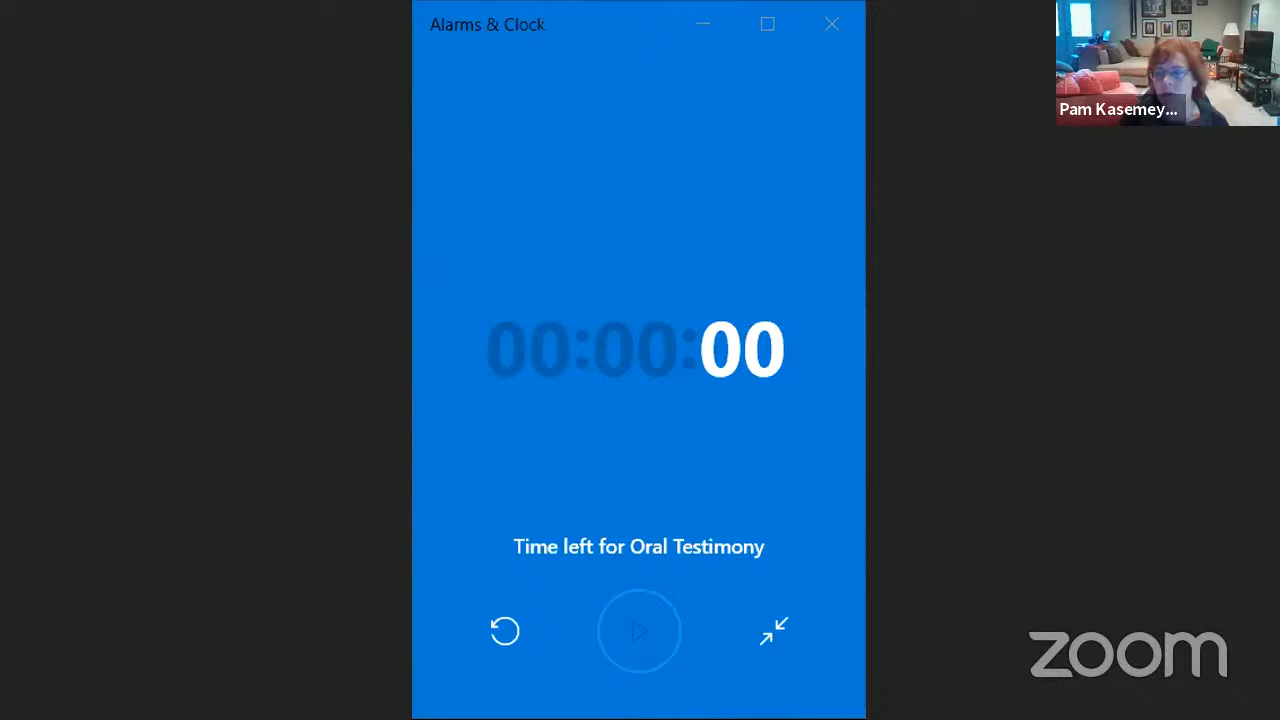 Alarms & Clock
Pam Kasemey...
00:00:00
Time left for Oral Testimony
zoom